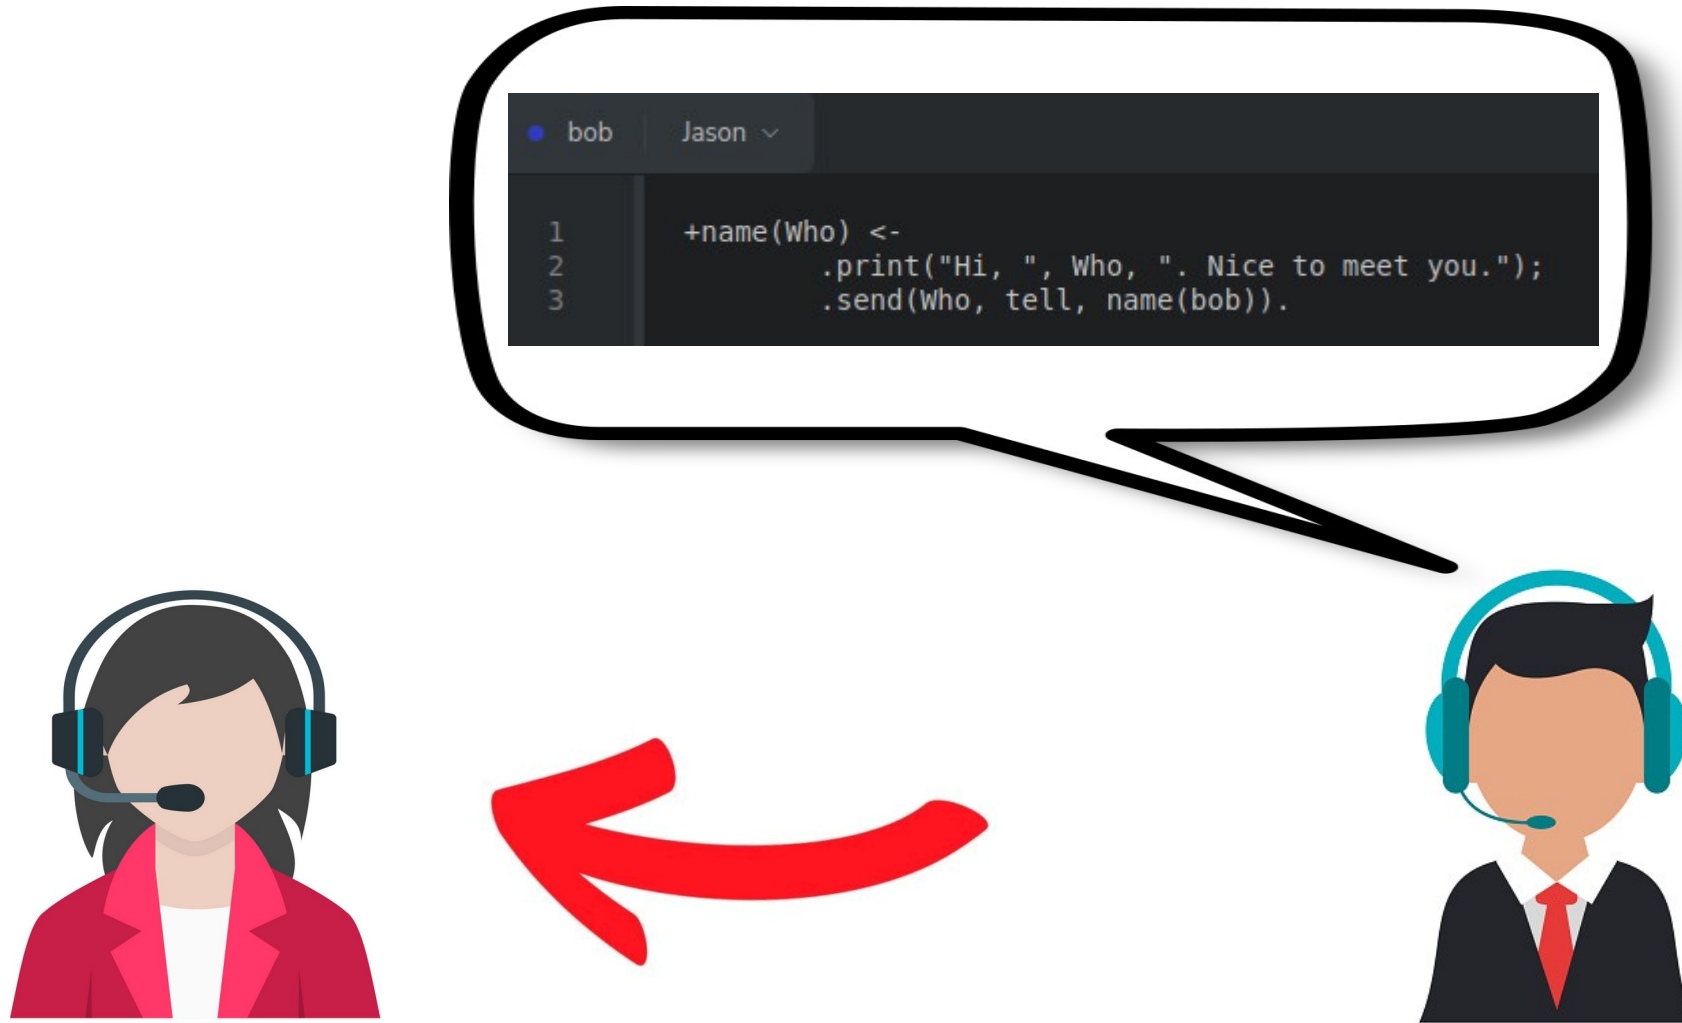 bob Jason
1 +name(Who) <-
2 .print("Hi, ", Who, ". Nice to meet you.");
3 .send(Who, tell, name(bob)).